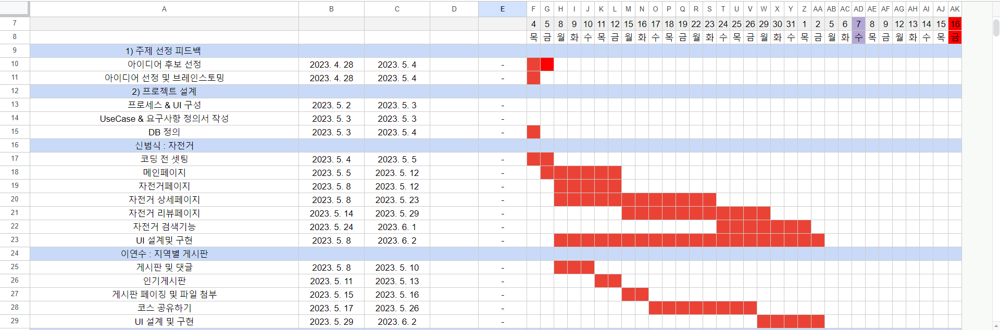 A B C D E F G H I J K L M N O P Q R S T U V W X Y Z AA AB AC AD AE AF AG AH AI AJ AK
7 4 5 8 9 10 11 12 15 16 17 18 19 22 23 24 25 26 29 30 31 1 2 5 6 7 8 9 12 13 14 15 16
8 목 금 월 화 수 목 금 월 화 수 목 금 월 화 수 목 금 월 화 수 목 금 월 화 수 목 금 월 화 수 목 금
9 1) 주제 선정 피드백
10 아이디어 후보 선정 2023. 4. 28 2023. 5. 4 -
11 아이디어 선정 및 브레인스토밍 2023. 4. 28 2023. 5. 4 -
12 2) 프로젝트 설계
13 프로세스 & UI 구성 2023. 5. 2 2023. 5. 3 -
14 UseCase & 요구사항 정의서 작성 2023. 5. 3 2023. 5. 3 -
15 DB 정의 2023. 5. 3 2023. 5. 4 -
16 신범식 : 자전거
17 코딩 전 셋팅 2023. 5. 4 2023. 5. 5 -
18 메인페이지 2023. 5. 5 2023. 5. 12 -
19 자전거페이지 2023. 5. 8 2023. 5. 12 -
20 자전거 상세페이지 2023. 5. 8 2023. 5. 23 -
21 자전거 리뷰페이지 2023. 5. 14 2023. 5. 29 -
22 자전거 검색기능 2023. 5. 24 2023. 6. 1 -
23 UI 설계및 구현 2023. 5. 8 2023. 6. 2 -
24 이연수 : 지역별 게시판
25 게시판 및 댓글 2023. 5. 8 2023. 5. 10 -
26 인기게시판 2023. 5. 11 2023. 5. 13 -
27 게시판 페이징 및 파일 첨부 2023. 5. 15 2023. 5. 16 -
28 코스 공유하기 2023. 5. 17 2023. 5. 26 -
29 UI 설계 및 구현 2023. 5. 29 2023. 6. 2 -